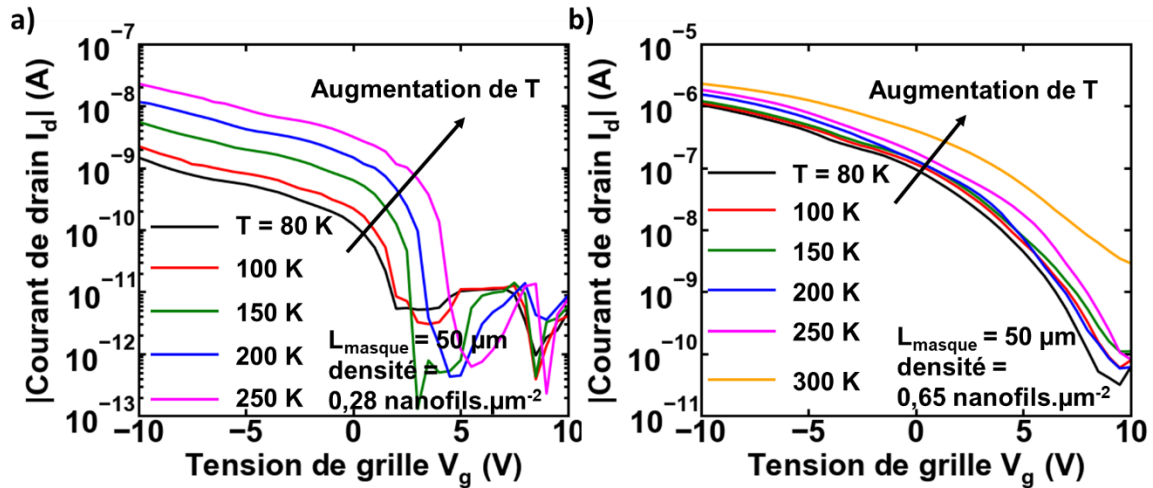 a)
|Courant de drain I_d| (A)
10⁻⁷
10⁻⁸
10⁻⁹
10⁻¹⁰
10⁻¹¹
10⁻¹²
10⁻¹³
Augmentation de T
T = 80 K
100 K
150 K
200 K
250 K
L_masque = 50 µm
densité =
0,28 nanofils.µm⁻²
−10 −5 0 5 10
Tension de grille V_g (V)
b)
|Courant de drain I_d| (A)
10⁻⁵
10⁻⁶
10⁻⁷
10⁻⁸
10⁻⁹
10⁻¹⁰
10⁻¹¹
Augmentation de T
T = 80 K
100 K
150 K
200 K
250 K
300 K
L_masque = 50 µm
densité =
0,65 nanofils.µm⁻²
−10 −5 0 5 10
Tension de grille V_g (V)